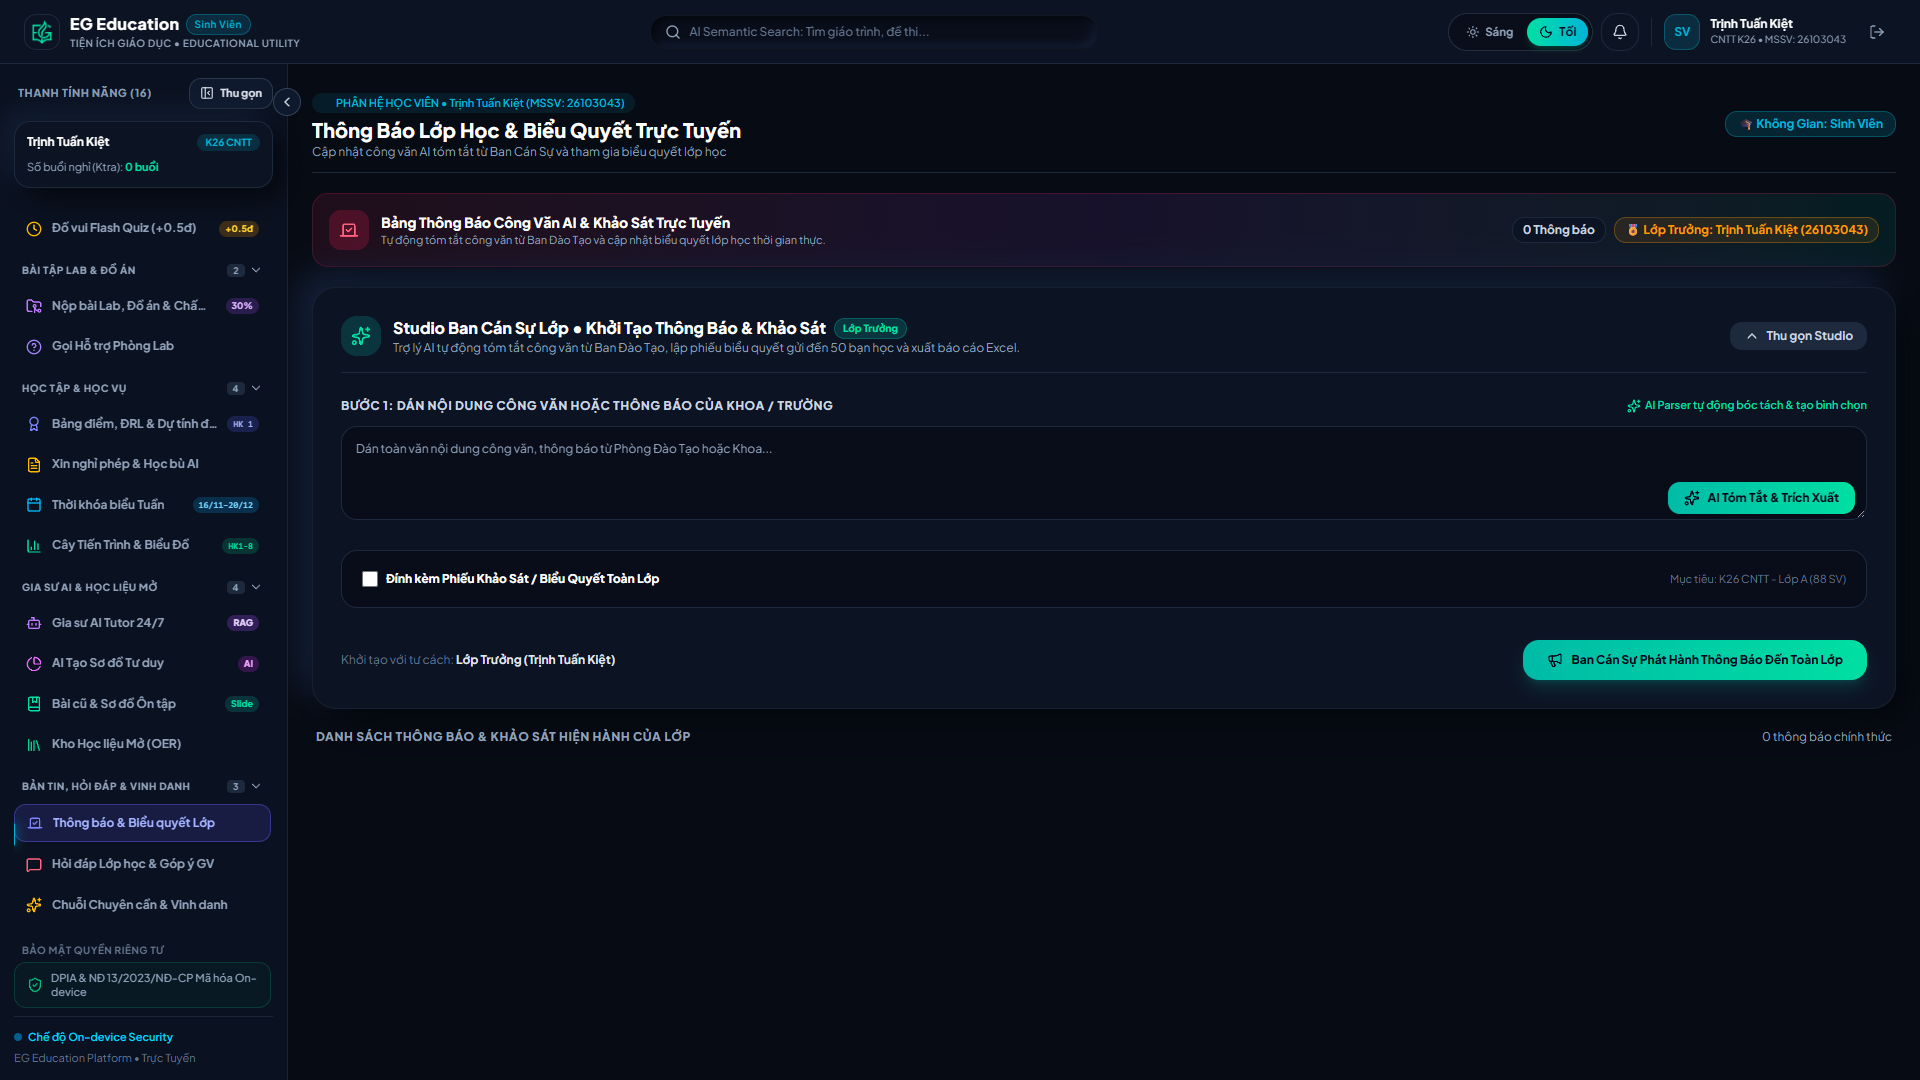 EG Education Sinh Viên
TIỆN ÍCH GIÁO DỤC • EDUCATIONAL UTILITY
AI Semantic Search: Tìm giáo trình, đề thi...
Sáng
Tối
SV
Trịnh Tuấn Kiệt
CNTT K26 • MSSV: 26103043
THANH TÍNH NĂNG (16)
Thu gọn
Trịnh Tuấn Kiệt
K26 CNTT
Số buổi nghỉ (Ktra): 0 buổi
Đố vui Flash Quiz (+0.5đ)
+0.5đ
BÀI TẬP LAB & ĐỒ ÁN
2
Nộp bài Lab, Đồ án & Chấ...
30%
Gọi Hỗ trợ Phòng Lab
HỌC TẬP & HỌC VỤ
4
Bảng điểm, ĐRL & Dự tính đ...
HK 1
Xin nghỉ phép & Học bù AI
Thời khóa biểu Tuần
16/11-20/12
Cây Tiến Trình & Biểu Đồ
HK1-8
GIA SƯ AI & HỌC LIỆU MỞ
4
Gia sư AI Tutor 24/7
RAG
AI Tạo Sơ đồ Tư duy
AI
Bài cũ & Sơ đồ Ôn tập
Slide
Kho Học liệu Mở (OER)
BẢN TIN, HỎI ĐÁP & VINH DANH
3
Thông báo & Biểu quyết Lớp
Hỏi đáp Lớp học & Góp ý GV
Chuỗi Chuyên cần & Vinh danh
BẢO MẬT QUYỀN RIÊNG TƯ
DPIA & NĐ 13/2023/NĐ-CP Mã hóa On-
device
Chế độ On-device Security
EG Education Platform • Trực Tuyến
PHÂN HỆ HỌC VIÊN • Trịnh Tuấn Kiệt (MSSV: 26103043)
Thông Báo Lớp Học & Biểu Quyết Trực Tuyến
Cập nhật công văn AI tóm tắt từ Ban Cán Sự và tham gia biểu quyết lớp học
Không Gian: Sinh Viên
Bảng Thông Báo Công Văn AI & Khảo Sát Trực Tuyến
Tự động tóm tắt công văn từ Ban Đào Tạo và cập nhật biểu quyết lớp học thời gian thực.
0 Thông báo
Lớp Trưởng: Trịnh Tuấn Kiệt (26103043)
Studio Ban Cán Sự Lớp • Khởi Tạo Thông Báo & Khảo Sát
Lớp Trưởng
Trợ lý AI tự động tóm tắt công văn từ Ban Đào Tạo, lập phiếu biểu quyết gửi đến 50 bạn học và xuất báo cáo Excel.
Thu gọn Studio
BƯỚC 1: DÁN NỘI DUNG CÔNG VĂN HOẶC THÔNG BÁO CỦA KHOA / TRƯỜNG
AI Parser tự động bóc tách & tạo bình chọn
Dán toàn văn nội dung công văn, thông báo từ Phòng Đào Tạo hoặc Khoa...
AI Tóm Tắt & Trích Xuất
Đính kèm Phiếu Khảo Sát / Biểu Quyết Toàn Lớp
Mục tiêu: K26 CNTT - Lớp A (88 SV)
Khởi tạo với tư cách: Lớp Trưởng (Trịnh Tuấn Kiệt)
Ban Cán Sự Phát Hành Thông Báo Đến Toàn Lớp
DANH SÁCH THÔNG BÁO & KHẢO SÁT HIỆN HÀNH CỦA LỚP
0 thông báo chính thức